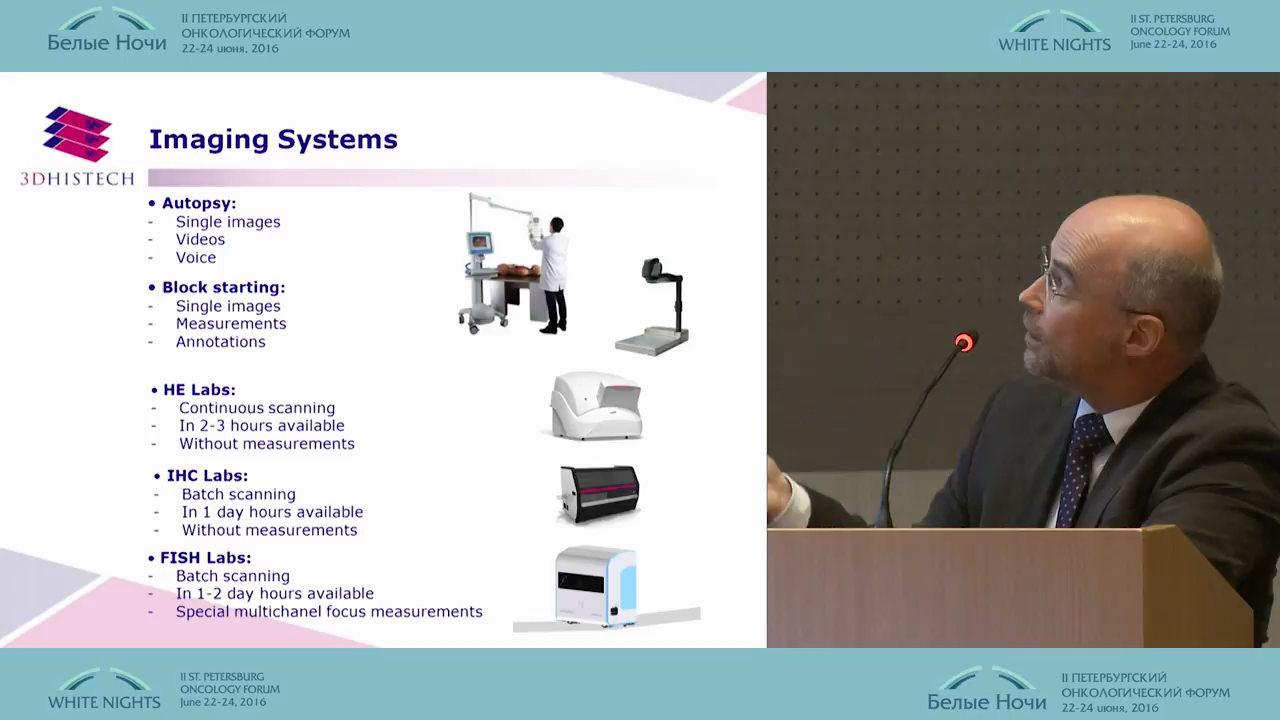 Белые Ночи
II ПЕТЕРБУРГСКИЙ
ОНКОЛОГИЧЕСКИЙ ФОРУМ
22-24 июня, 2016
WHITE NIGHTS
II ST. PETERSBURG
ONCOLOGY FORUM
June 22-24, 2016
3DHISTECH
Imaging Systems
• Autopsy:
- Single images
- Videos
- Voice
• Block starting:
- Single images
- Measurements
- Annotations
• HE Labs:
- Continuous scanning
- In 2-3 hours available
- Without measurements
• IHC Labs:
- Batch scanning
- In 1 day hours available
- Without measurements
• FISH Labs:
- Batch scanning
- In 1-2 day hours available
- Special multichanel focus measurements
WHITE NIGHTS
II ST. PETERSBURG
ONCOLOGY FORUM
June 22-24, 2016
Белые Ночи
II ПЕТЕРБУРГСКИЙ
ОНКОЛОГИЧЕСКИЙ ФОРУМ
22-24 июня, 2016